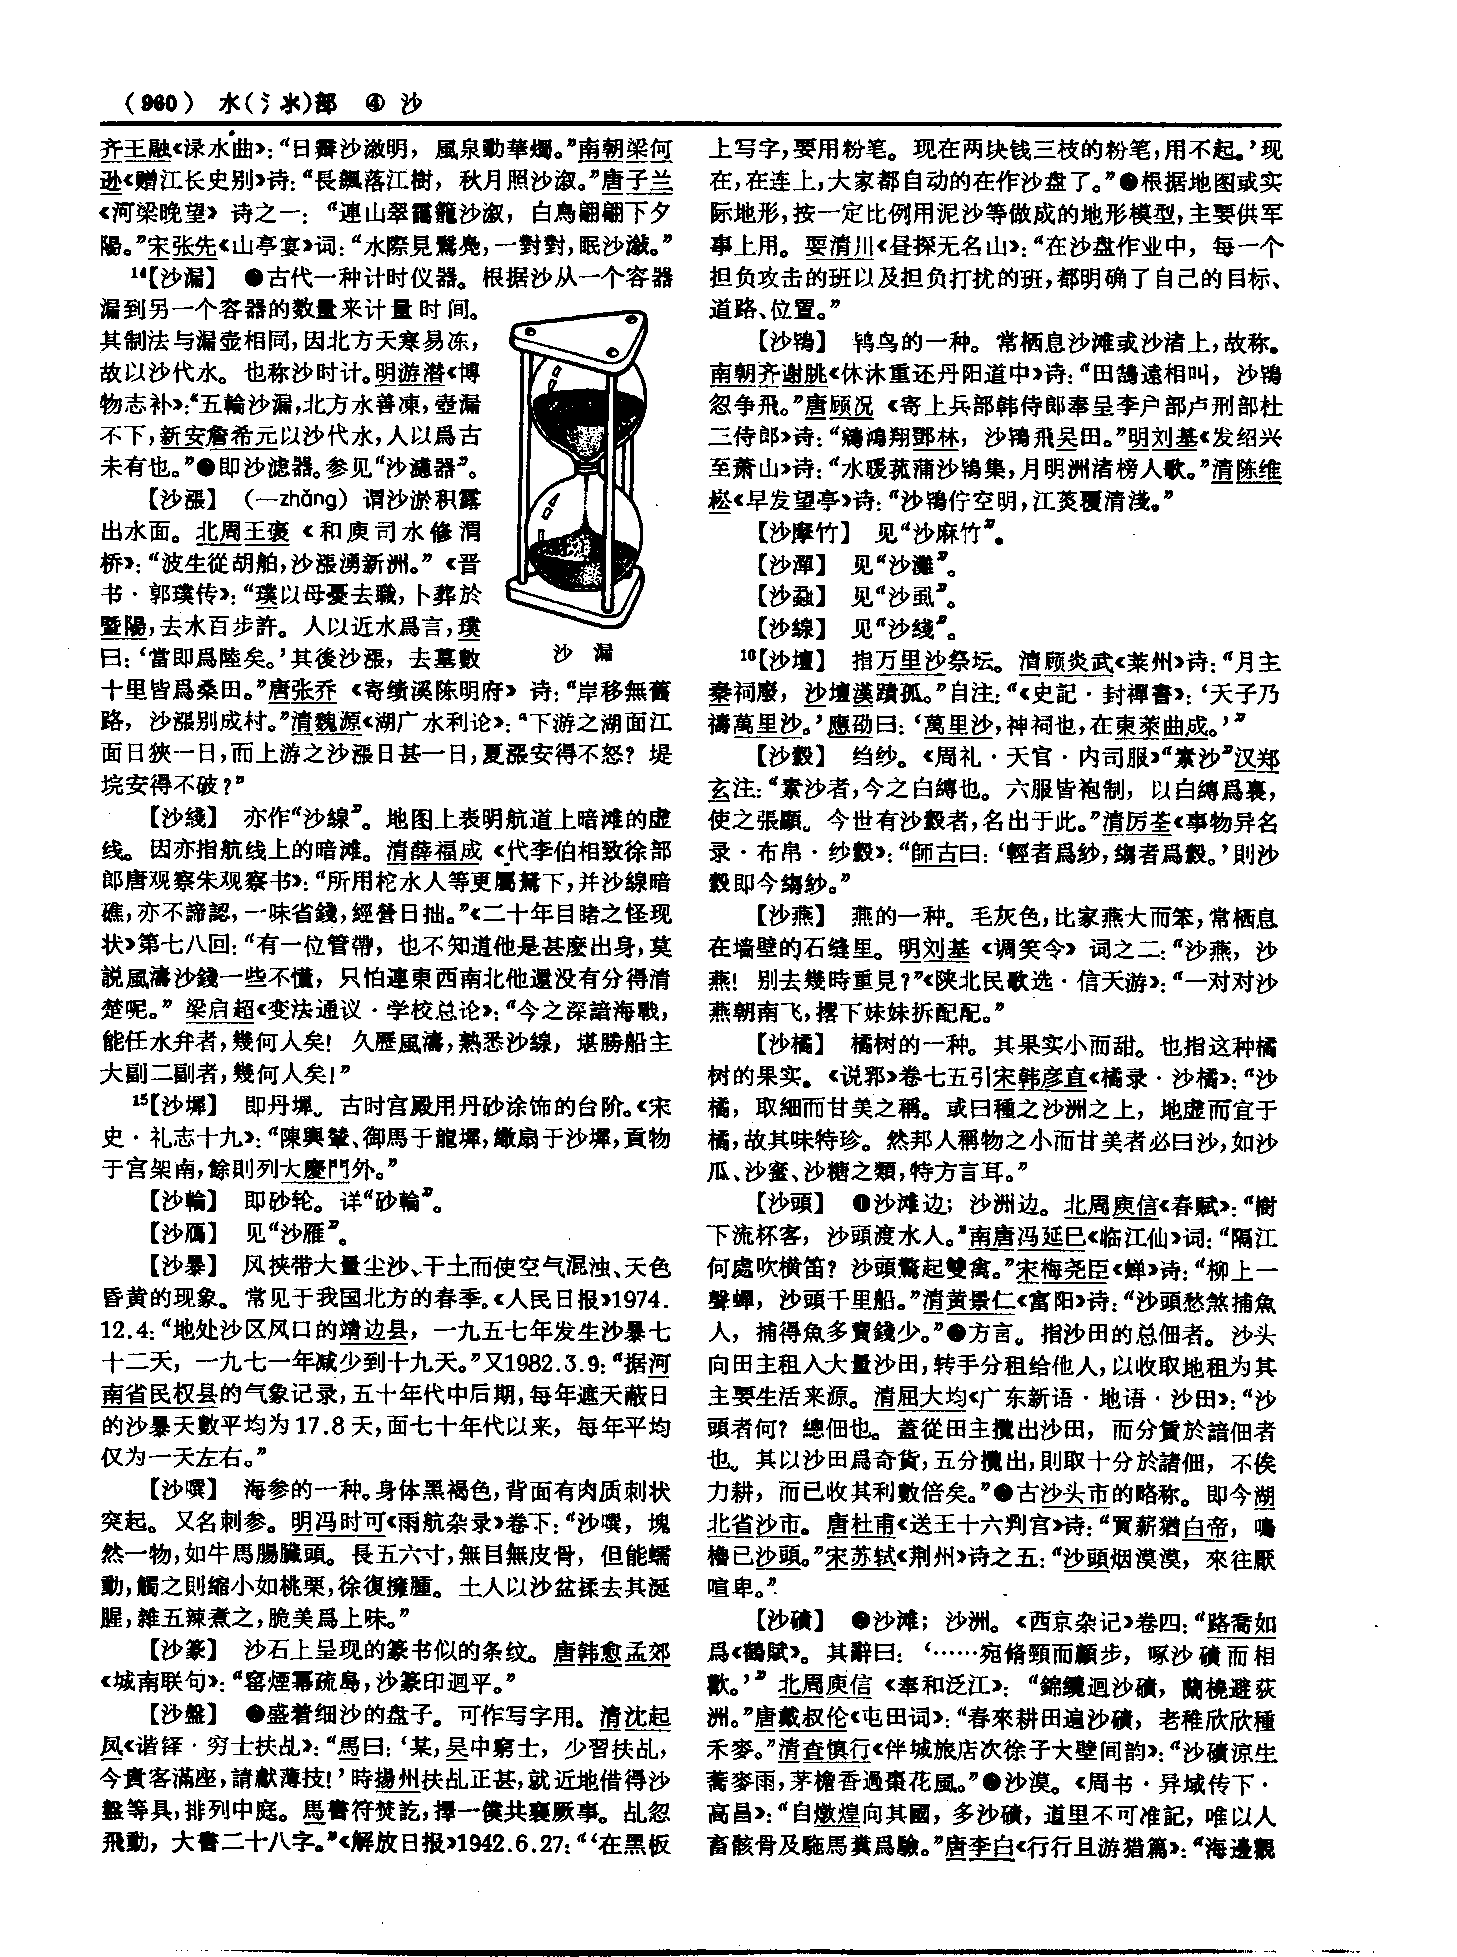 （960） 水(氵氺)部 ④ 沙
齐王融《渌水曲》：“日霽沙澂明，風泉動華燭。”南朝梁何
逊《赠江长史别》诗：“長飆落江樹，秋月照沙溆。”唐子兰
《河梁晚望》诗之一：“連山翠靄籠沙溆，白鳥翩翩下夕
陽。”宋张先《山亭宴》词：“水際見鷖鳧，一對對，眠沙溆。”
14【沙漏】 ●古代一种计时仪器。根据沙从一个容器
漏到另一个容器的数量来计量时间。
其制法与漏壶相同，因北方天寒易冻，
故以沙代水。也称沙时计。明游潜《博
物志补》：“五輪沙漏，北方水善凍，壺漏
不下，新安詹希元以沙代水，人以爲古
未有也。”●即沙滤器。参见“沙濾器”。
【沙漲】 （—zhǎng）谓沙淤积露
出水面。北周王褒《和庾司水修渭
桥》：“波生從胡舶，沙漲湧新洲。”《晋
书·郭璞传》：“璞以母憂去職，卜葬於
暨陽，去水百步許。人以近水爲言，璞
曰：‘當即爲陸矣。’其後沙漲，去墓數
十里皆爲桑田。”唐张乔《寄绩溪陈明府》诗：“岸移無舊
路，沙漲别成村。”清魏源《湖广水利论》：“下游之湖面江
面日狹一日，而上游之沙漲日甚一日，夏漲安得不怒？堤
垸安得不破？”
沙 漏
【沙綫】 亦作“沙線”。地图上表明航道上暗滩的虚
线。因亦指航线上的暗滩。清薛福成《代李伯相致徐部
郎唐观察朱观察书》：“所用柁水人等更屬駑下，并沙線暗
礁，亦不諦認，一味省錢，經營日拙。”《二十年目睹之怪现
状》第七八回：“有一位管帶，也不知道他是甚麽出身，莫
説風濤沙錢一些不懂，只怕連東西南北他還没有分得清
楚呢。”梁启超《变法通议·学校总论》：“今之深諳海戰，
能任水弁者，幾何人矣！久歷風濤，熟悉沙線，堪勝船主
大副二副者，幾何人矣！”
15【沙墀】 即丹墀。古时宫殿用丹砂涂饰的台阶。《宋
史·礼志十九》：“陳輿輦、御馬于龍墀，繖扇于沙墀，貢物
于宫架南，餘則列大慶門外。”
【沙輪】 即砂轮。详“砂輪”。
【沙鴈】 见“沙雁”。
【沙暴】 风挟带大量尘沙、干土而使空气混浊、天色
昏黄的现象。常见于我国北方的春季。《人民日报》1974.
12.4：“地处沙区风口的靖边县，一九五七年发生沙暴七
十二天，一九七一年减少到十九天。”又1982.3.9：“据河
南省民权县的气象记录，五十年代中后期，每年遮天蔽日
的沙暴天数平均为17.8天，面七十年代以来，每年平均
仅为一天左右。”
【沙噀】 海参的一种。身体黑褐色，背面有肉质刺状
突起。又名刺参。明冯时可《雨航杂录》卷下：“沙噀，塊
然一物，如牛馬腸臟頭。長五六寸，無目無皮骨，但能蠕
動，觸之則縮小如桃栗，徐復擁腫。土人以沙盆揉去其涎
腥，雜五辣煮之，脆美爲上味。”
【沙篆】 沙石上呈现的篆书似的条纹。唐韩愈孟郊
《城南联句》：“窑煙冪疏島，沙篆印迴平。”
【沙盤】 ●盛着细沙的盘子。可作写字用。清沈起
凤《谐铎·穷士扶乩》：“馬曰：‘某，吴中窮士，少習扶乩，
今貴客滿座，請獻薄技！’時揚州扶乩正甚，就近地借得沙
盤等具，排列中庭。馬書符焚訖，擇一僕共襄厥事。乩忽
飛動，大書二十八字。”《解放日报》1942.6.27：“‘在黑板
上写字，要用粉笔。现在两块钱三枝的粉笔，用不起。’现
在，在连上，大家都自动的在作沙盘了。”●根据地图或实
际地形，按一定比例用泥沙等做成的地形模型，主要供军
事上用。要清川《昼探无名山》：“在沙盘作业中，每一个
担负攻击的班以及担负打扰的班，都明确了自己的目标、
道路、位置。”
【沙鴇】 鸨鸟的一种。常栖息沙滩或沙渚上，故称。
南朝齐谢朓《休沐重还丹阳道中》诗：“田鵠遠相叫，沙鴇
忽争飛。”唐顾况《寄上兵部韩侍郎奉呈李户部卢刑部杜
三侍郎》诗：“鵷鴻翔鄧林，沙鴇飛吴田。”明刘基《发绍兴
至萧山》诗：“水暖菰蒲沙鴇集，月明洲渚榜人歌。”清陈维
崧《早发望亭》诗：“沙鴇佇空明，江茭覆清淺。”
【沙摩竹】 见“沙麻竹”。
【沙潬】 见“沙灘”。
【沙蝨】 见“沙虱”。
【沙線】 见“沙綫”。
16【沙壇】 指万里沙祭坛。清顾炎武《莱州》诗：“月主
秦祠廢，沙壇漢蹟孤。”自注：“《史記·封禪書》：‘天子乃
禱萬里沙。’應劭曰：‘萬里沙，神祠也，在東萊曲成。’”
【沙縠】 绉纱。《周礼·天官·内司服》“素沙”汉郑
玄注：“素沙者，今之白縛也。六服皆袍制，以白縛爲裏，
使之張顯。今世有沙縠者，名出于此。”清厉荃《事物异名
录·布帛·纱縠》：“師古曰：‘輕者爲紗，縐者爲縠。’則沙
縠即今縐紗。”
【沙燕】 燕的一种。毛灰色，比家燕大而笨，常栖息
在墙壁的石缝里。明刘基《调笑令》词之二：“沙燕，沙
燕！别去幾時重見？”《陕北民歌选·信天游》：“一对对沙
燕朝南飞，撂下妹妹拆配配。”
【沙橘】 橘树的一种。其果实小而甜。也指这种橘
树的果实。《说郛》卷七五引宋韩彦直《橘录·沙橘》：“沙
橘，取細而甘美之稱。或曰種之沙洲之上，地虚而宜于
橘，故其味特珍。然邦人稱物之小而甘美者必曰沙，如沙
瓜、沙蜜、沙糖之類，特方言耳。”
【沙頭】 ❶沙滩边；沙洲边。北周庾信《春赋》：“樹
下流杯客，沙頭渡水人。”南唐冯延巳《临江仙》词：“隔江
何處吹横笛？沙頭驚起雙禽。”宋梅尧臣《蝉》诗：“柳上一
聲蟬，沙頭千里船。”清黄景仁《富阳》诗：“沙頭愁煞捕魚
人，捕得魚多賣錢少。”●方言。指沙田的总佃者。沙头
向田主租入大量沙田，转手分租给他人，以收取地租为其
主要生活来源。清屈大均《广东新语·地语·沙田》：“沙
頭者何？總佃也。蓋從田主攬出沙田，而分賃於諸佃者
也。其以沙田爲奇貨，五分攬出，則取十分於諸佃，不俟
力耕，而已收其利數倍矣。”●古沙头市的略称。即今湖
北省沙市。唐杜甫《送王十六判官》诗：“買薪猶白帝，鳴
櫓已沙頭。”宋苏轼《荆州》诗之五：“沙頭烟漠漠，來往厭
喧卑。”
【沙磧】 ●沙滩；沙洲。《西京杂记》卷四：“路喬如
爲《鶴賦》。其辭曰：‘……宛脩頸而顧步，啄沙磧而相
歡。’”北周庾信《奉和泛江》：“錦纜迴沙磧，蘭橈避荻
洲。”唐戴叔伦《屯田词》：“春來耕田遍沙磧，老稚欣欣種
禾麥。”清查慎行《伴城旅店次徐子大壁间韵》：“沙磧凉生
蕎麥雨，茅檐香過棗花風。”●沙漠。《周书·异域传下·
高昌》：“自燉煌向其國，多沙磧，道里不可准記，唯以人
畜骸骨及駞馬糞爲驗。”唐李白《行行且游猎篇》：“海邊觀